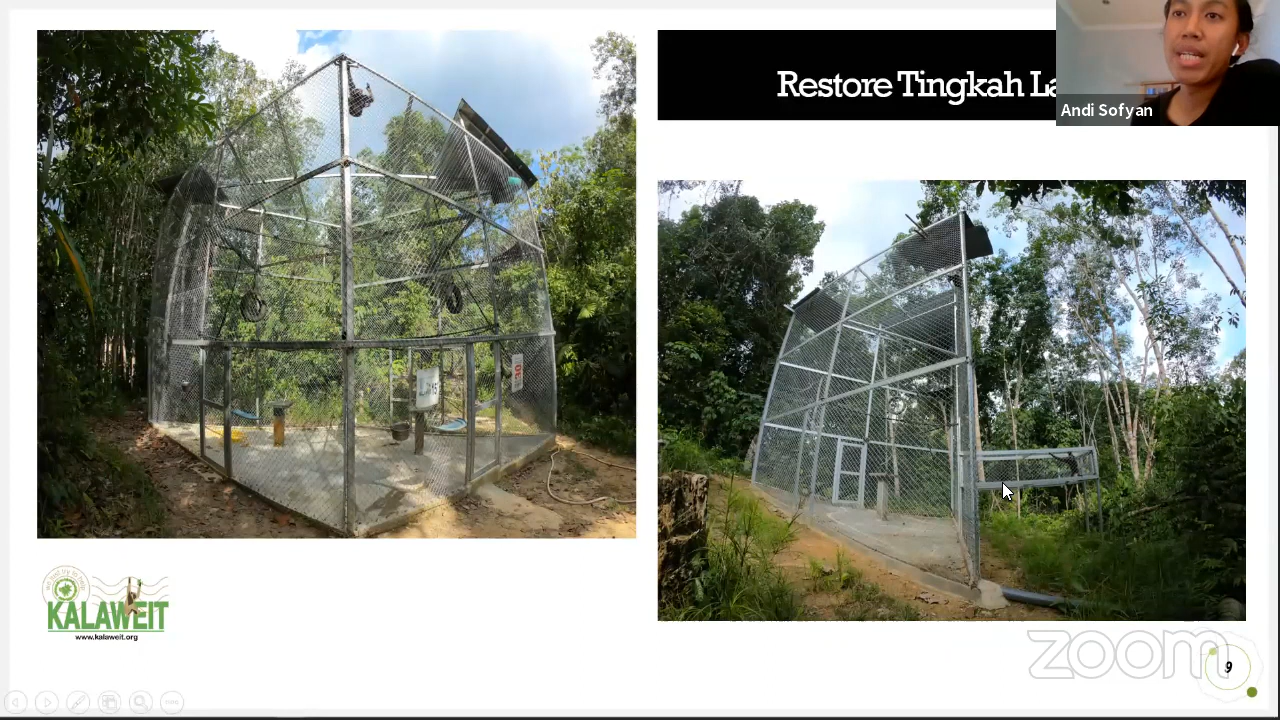 Restore Tingkah La
Andi Sofyan
KALAWEIT
www.kalaweit.org
zoom
9